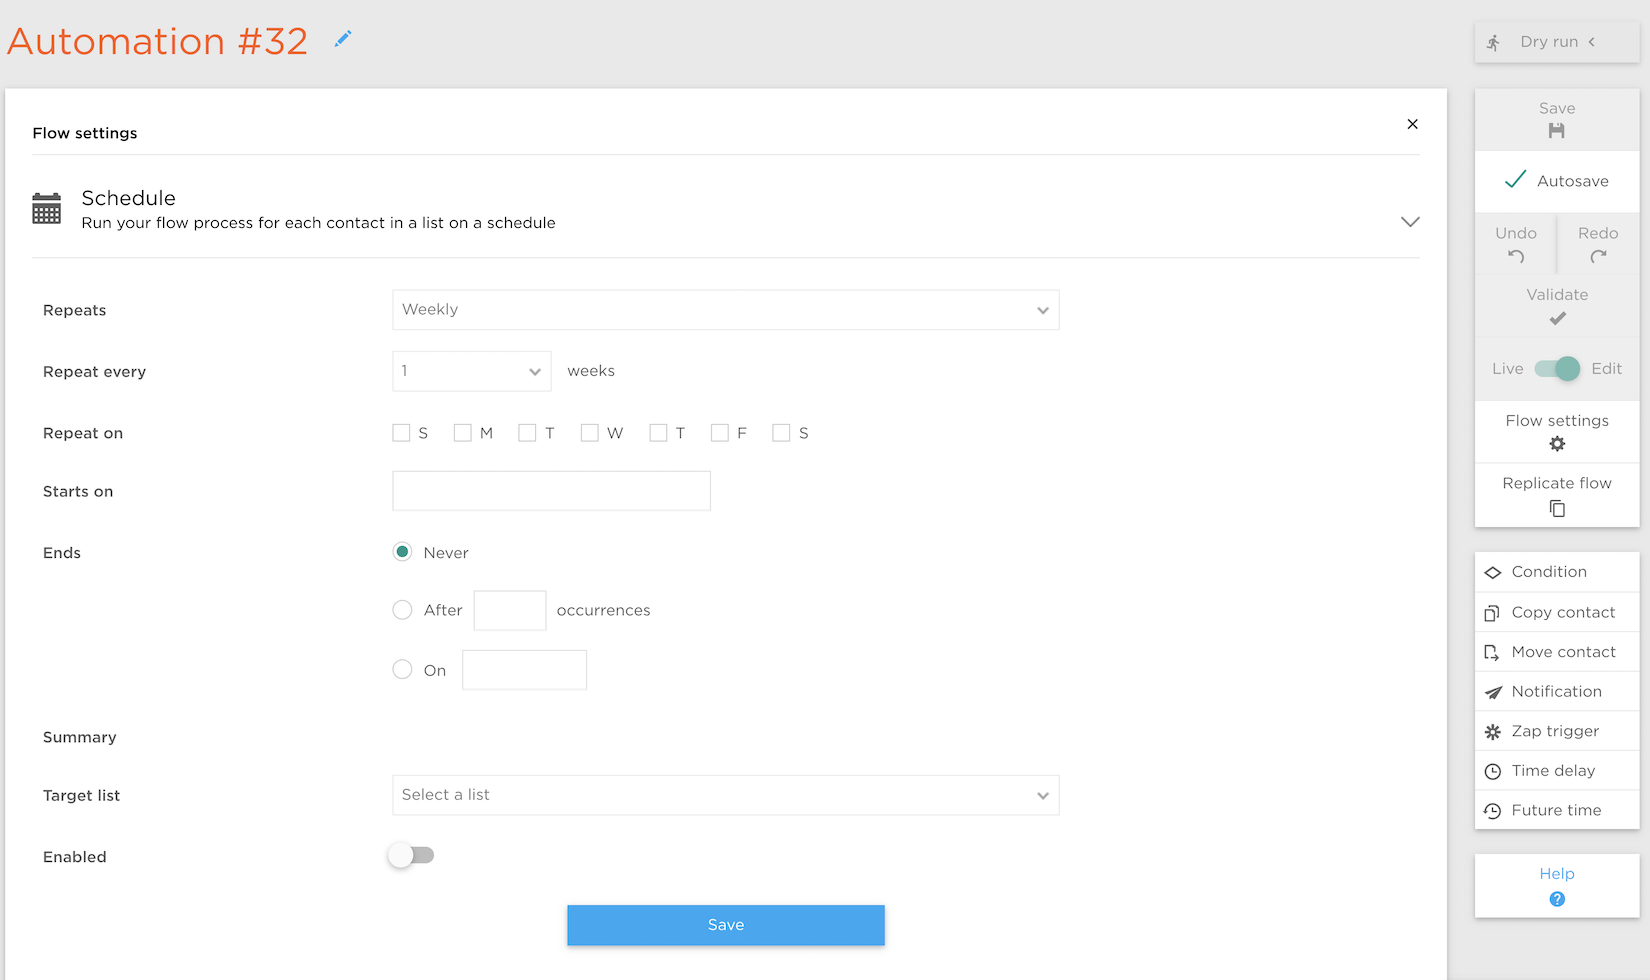 Automation #32
Flow settings
Schedule
Run your flow process for each contact in a list on a schedule
Repeats
Weekly
Repeat every
1 weeks
Repeat on
S M T W T F S
Starts on
Ends
Never
After occurrences
On
Summary
Target list
Select a list
Enabled
Save
Dry run
Save
Autosave
Undo Redo
Validate
Live Edit
Flow settings
Replicate flow
Condition
Copy contact
Move contact
Notification
Zap trigger
Time delay
Future time
Help
?